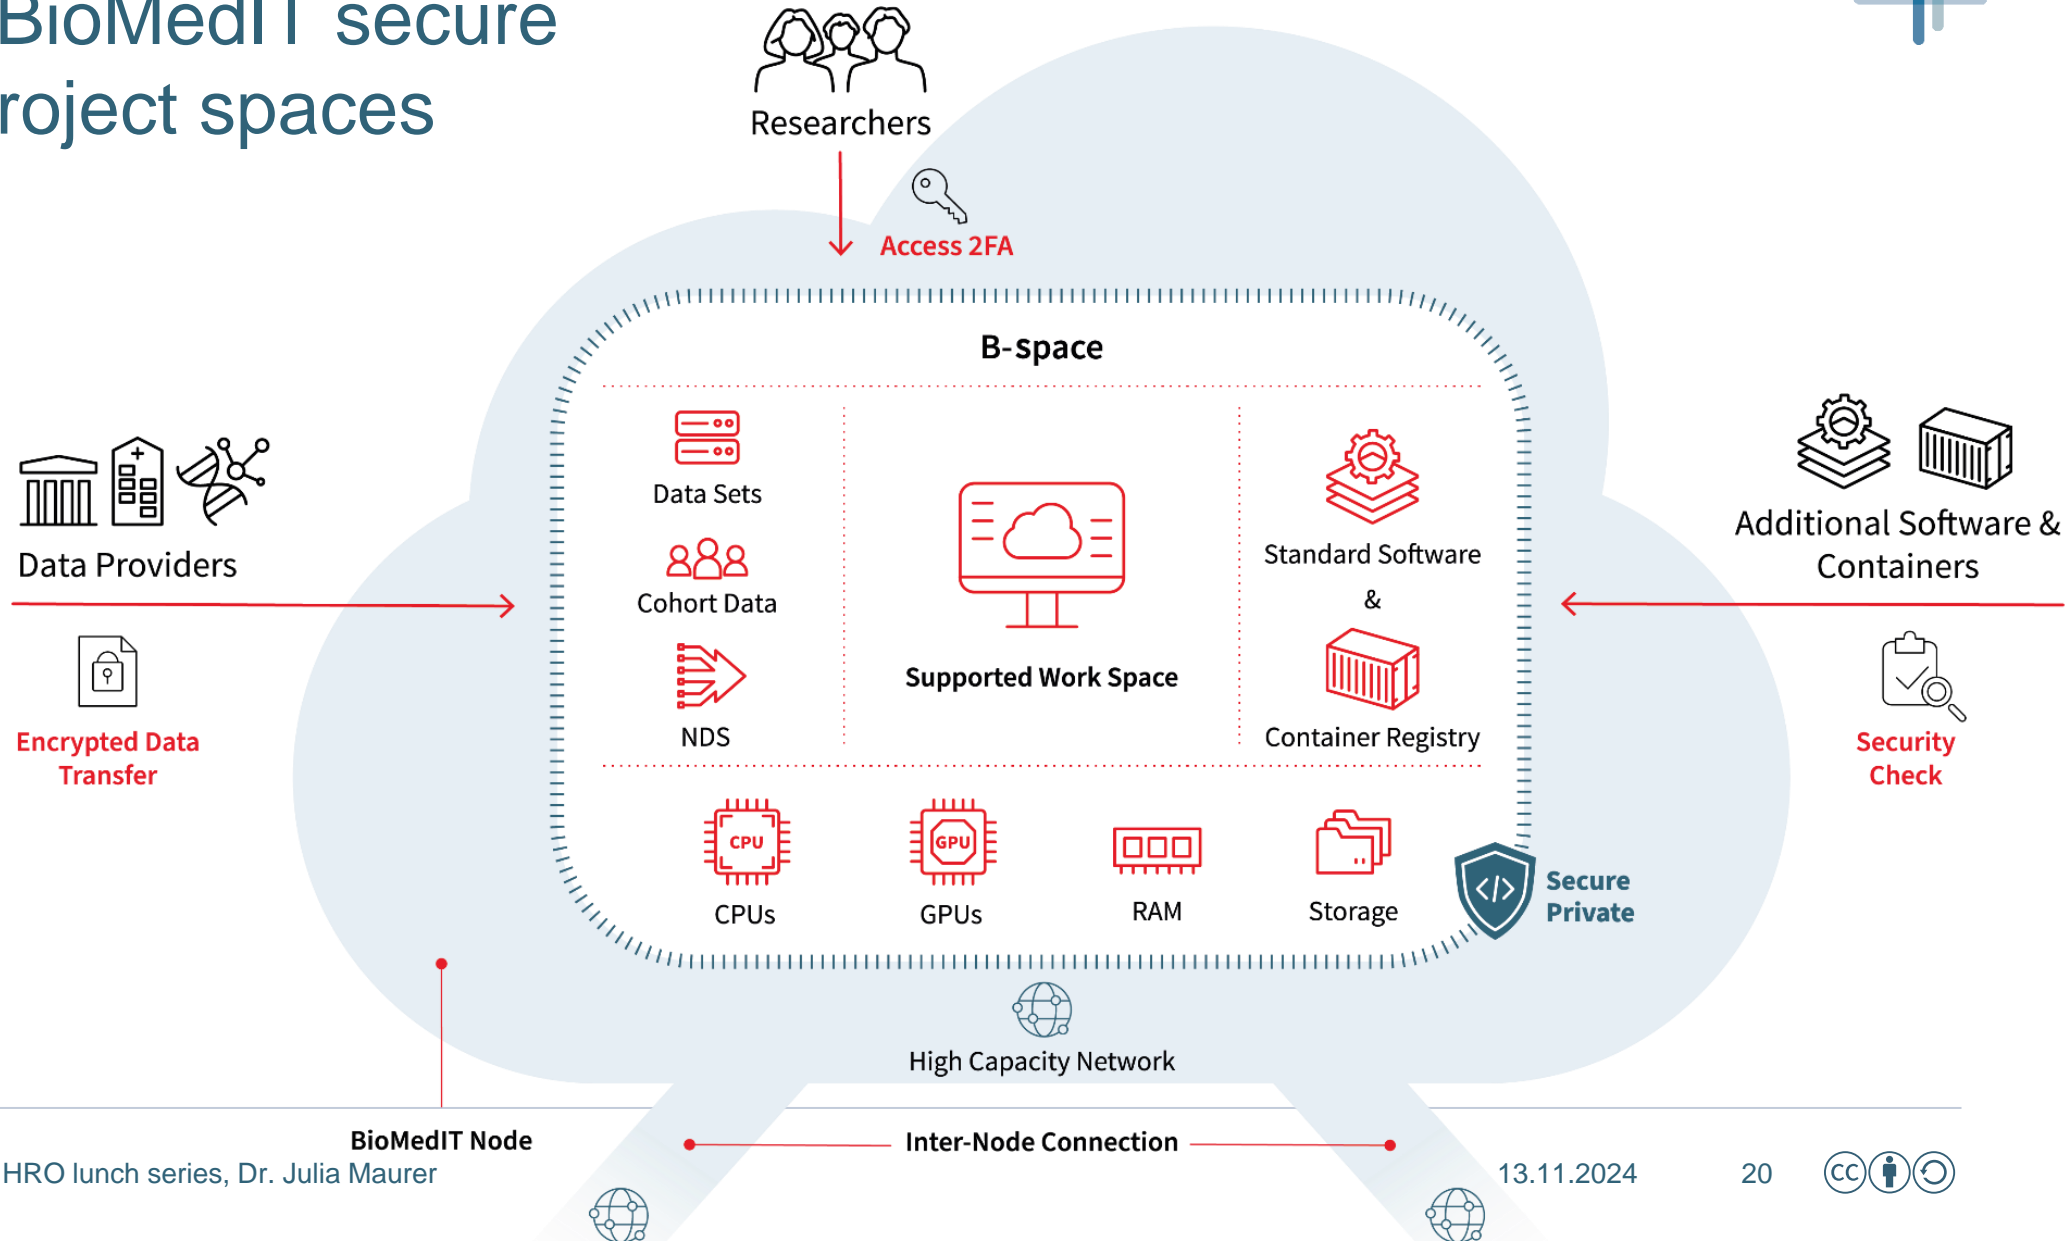 BioMedIT secure
roject spaces
Researchers
Access 2FA
B-space
Data Sets
Cohort Data
NDS
Supported Work Space
Standard Software
&
Container Registry
Data Providers
Encrypted Data
Transfer
Additional Software &
Containers
Security
Check
CPU
CPUs
GPU
GPUs
RAM
Storage
</>
Secure
Private
High Capacity Network
BioMedIT Node
Inter-Node Connection
HRO lunch series, Dr. Julia Maurer
13.11.2024
20
CC